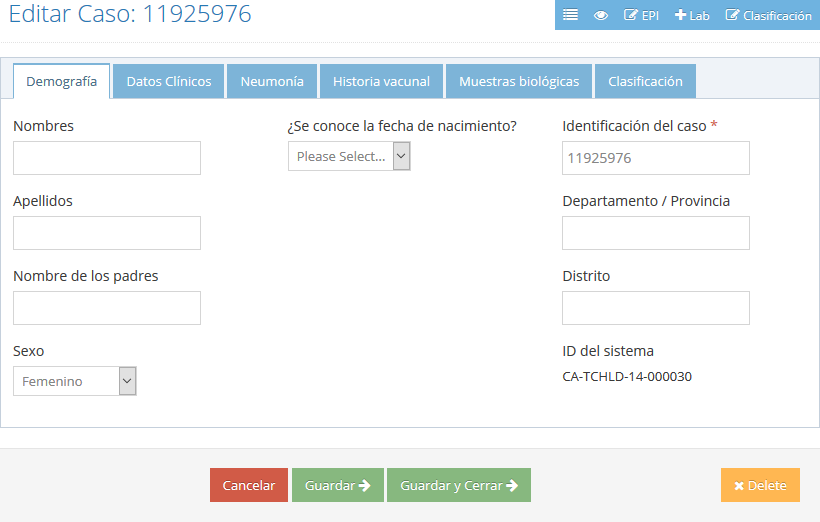 Editar Caso: 11925976
EPI Lab Clasificación
Demografía Datos Clínicos Neumonía Historia vacunal Muestras biológicas Clasificación
Nombres ¿Se conoce la fecha de nacimiento? Identificación del caso *
Please Select... 11925976
Apellidos Departamento / Provincia
Nombre de los padres Distrito
Sexo ID del sistema
Femenino CA-TCHLD-14-000030
Cancelar Guardar Guardar y Cerrar Delete